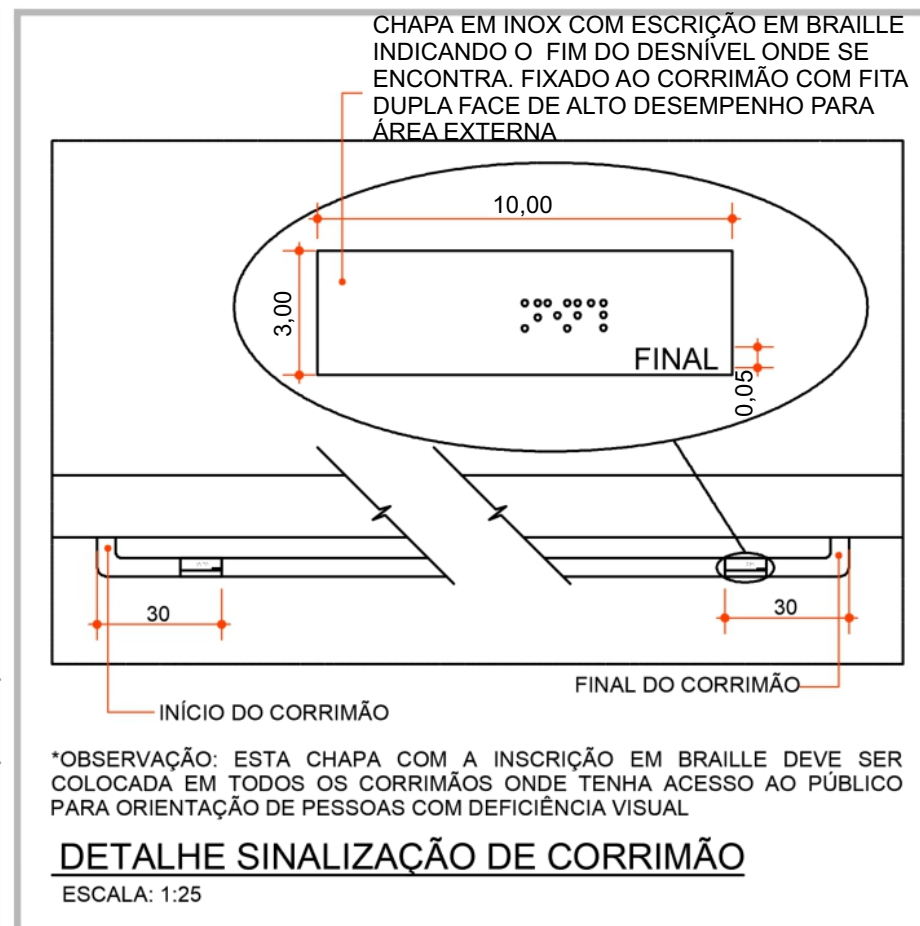 CHAPA EM INOX COM ESCRIÇÃO EM BRAILLE
INDICANDO O FIM DO DESNÍVEL ONDE SE
ENCONTRA. FIXADO AO CORRIMÃO COM FITA
DUPLA FACE DE ALTO DESEMPENHO PARA
ÁREA EXTERNA
10,00
3,00
FINAL
0,05
30
30
FINAL DO CORRIMÃO
INÍCIO DO CORRIMÃO
*OBSERVAÇÃO: ESTA CHAPA COM A INSCRIÇÃO EM BRAILLE DEVE SER
COLOCADA EM TODOS OS CORRIMÃOS ONDE TENHA ACESSO AO PÚBLICO
PARA ORIENTAÇÃO DE PESSOAS COM DEFICIÊNCIA VISUAL
DETALHE SINALIZAÇÃO DE CORRIMÃO
ESCALA: 1:25